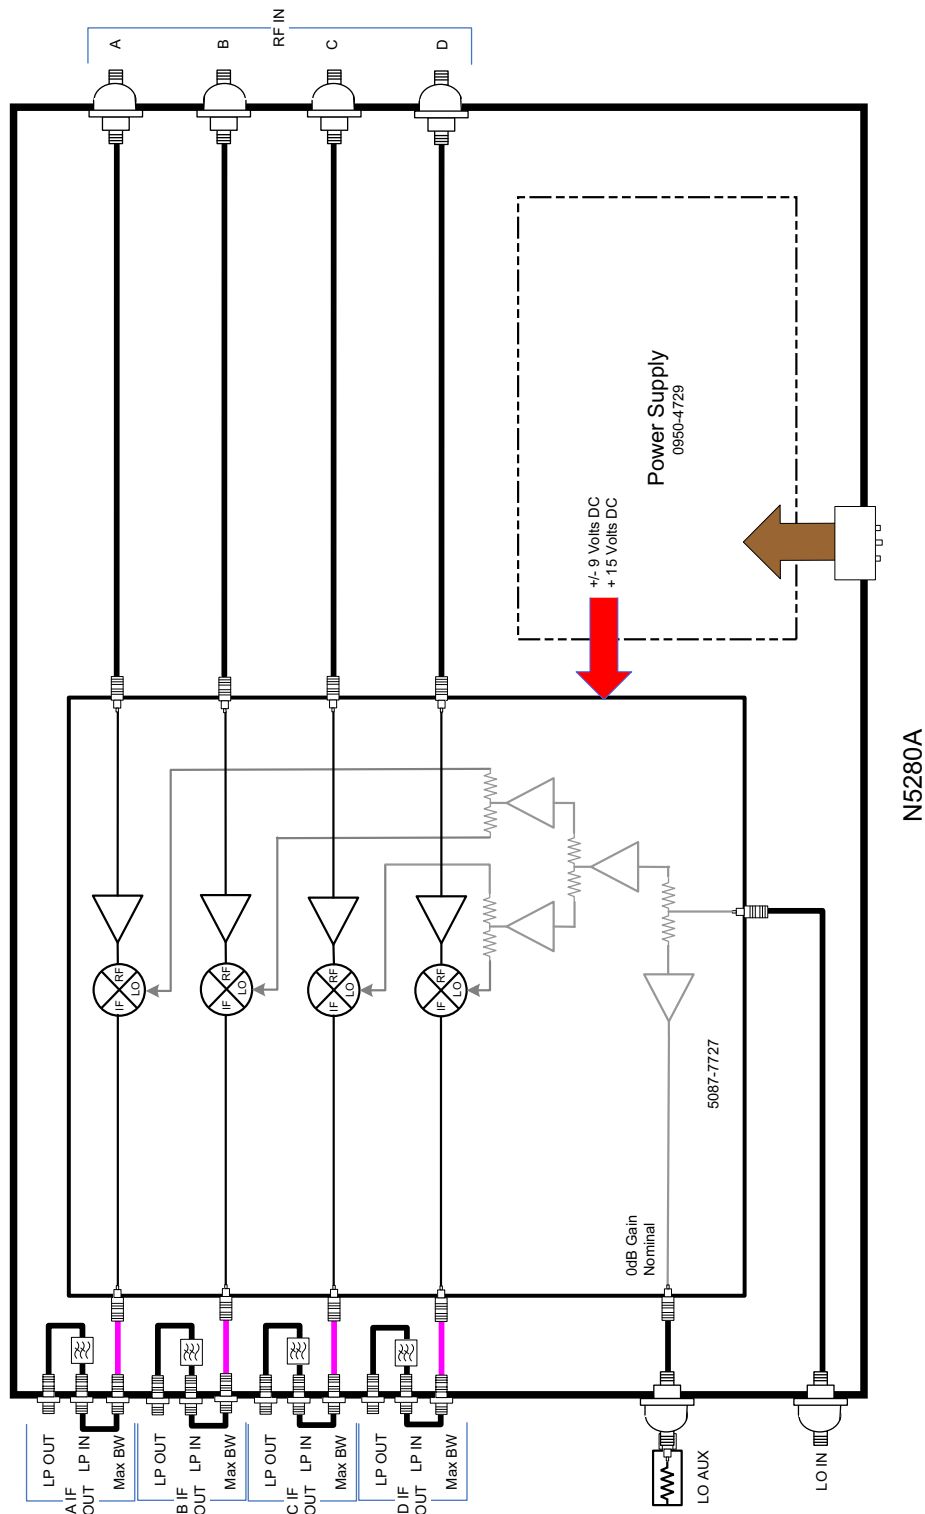 RF IN
A
B
C
D
Power Supply
0950-4729
+/- 9 Volts DC
+ 15 Volts DC
N5280A
RF
LO
IF
RF
LO
IF
RF
LO
IF
RF
LO
IF
5087-7727
0dB Gain
Nominal
LP OUT
LP IN
Max BW
A IF
OUT
LP OUT
LP IN
Max BW
B IF
OUT
LP OUT
LP IN
Max BW
C IF
OUT
LP OUT
LP IN
Max BW
D IF
OUT
LO AUX
LO IN